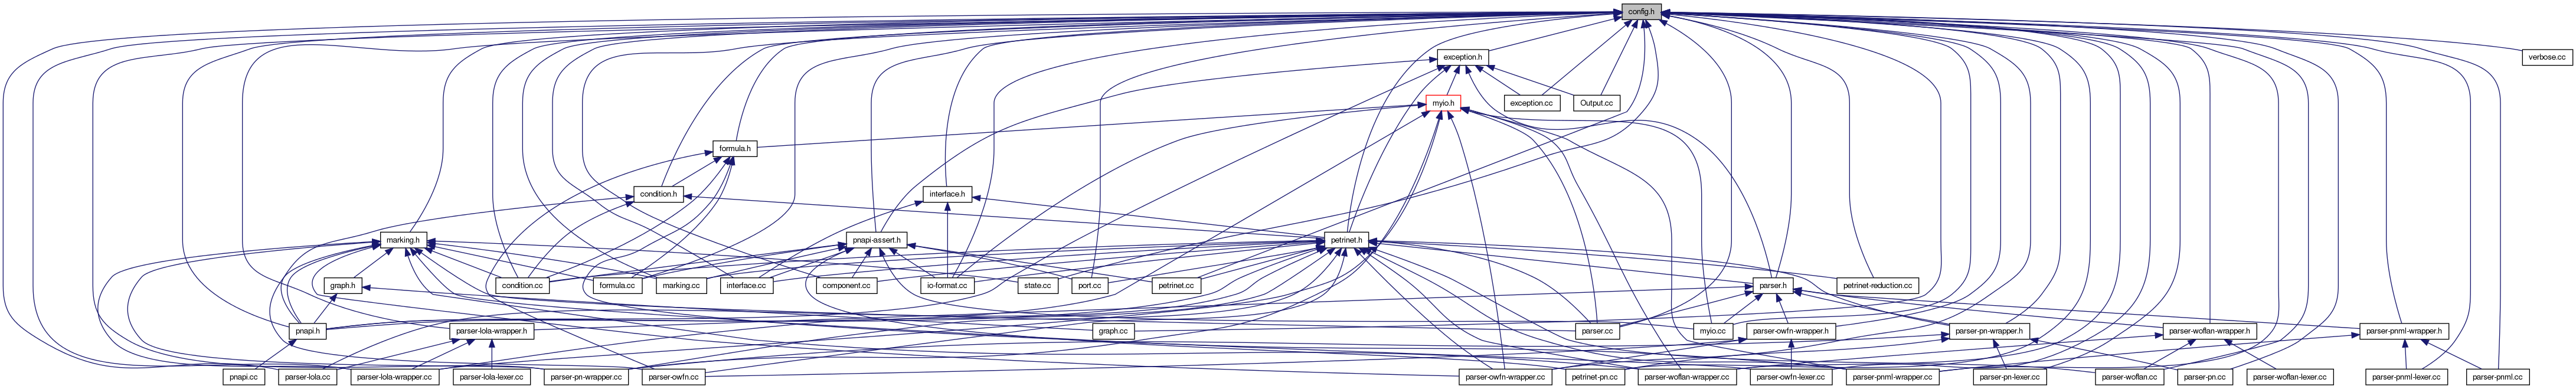 config.h
exception.h
verbose.cc
myio.h
exception.cc
Output.cc
formula.h
condition.h
interface.h
marking.h
pnapi-assert.h
petrinet.h
graph.h
condition.cc
formula.cc
marking.cc
interface.cc
component.cc
io-format.cc
state.cc
port.cc
petrinet.cc
parser.h
petrinet-reduction.cc
pnapi.h
parser-lola-wrapper.h
graph.cc
parser.cc
myio.cc
parser-owfn-wrapper.h
parser-pn-wrapper.h
parser-woflan-wrapper.h
parser-pnml-wrapper.h
pnapi.cc
parser-lola.cc
parser-lola-wrapper.cc
parser-lola-lexer.cc
parser-pn-wrapper.cc
parser-owfn.cc
parser-owfn-wrapper.cc
petrinet-pn.cc
parser-woflan-wrapper.cc
parser-owfn-lexer.cc
parser-pnml-wrapper.cc
parser-pn-lexer.cc
parser-woflan.cc
parser-pn.cc
parser-woflan-lexer.cc
parser-pnml-lexer.cc
parser-pnml.cc